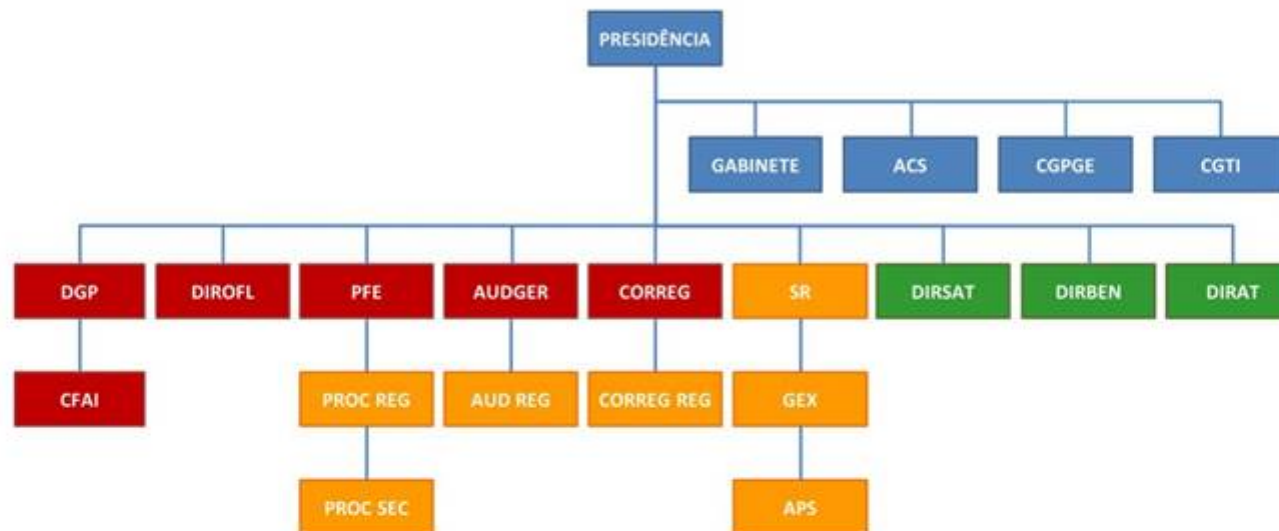 PRESIDÊNCIA
GABINETE
ACS
CGPGE
CGTI
DGP
DIROFL
PFE
AUDGER
CORREG
SR
DIRSAT
DIRBEN
DIRAT
CFAI
PROC REG
AUD REG
CORREG REG
GEX
PROC SEC
APS